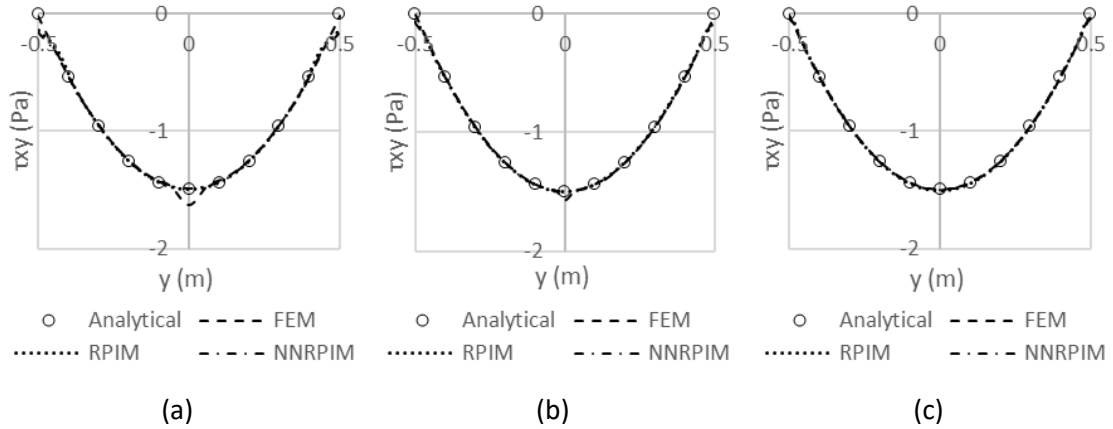 0
-0.5 0 0.5
-1
-2
τxy (Pa)
y (m)
Analytical FEM
RPIM NNRPIM
(a)
0
-0.5 0 0.5
-1
-2
τxy (Pa)
y (m)
Analytical FEM
RPIM NNRPIM
(b)
0
-0.5 0 0.5
-1
-2
τxy (Pa)
y (m)
Analytical FEM
RPIM NNRPIM
(c)